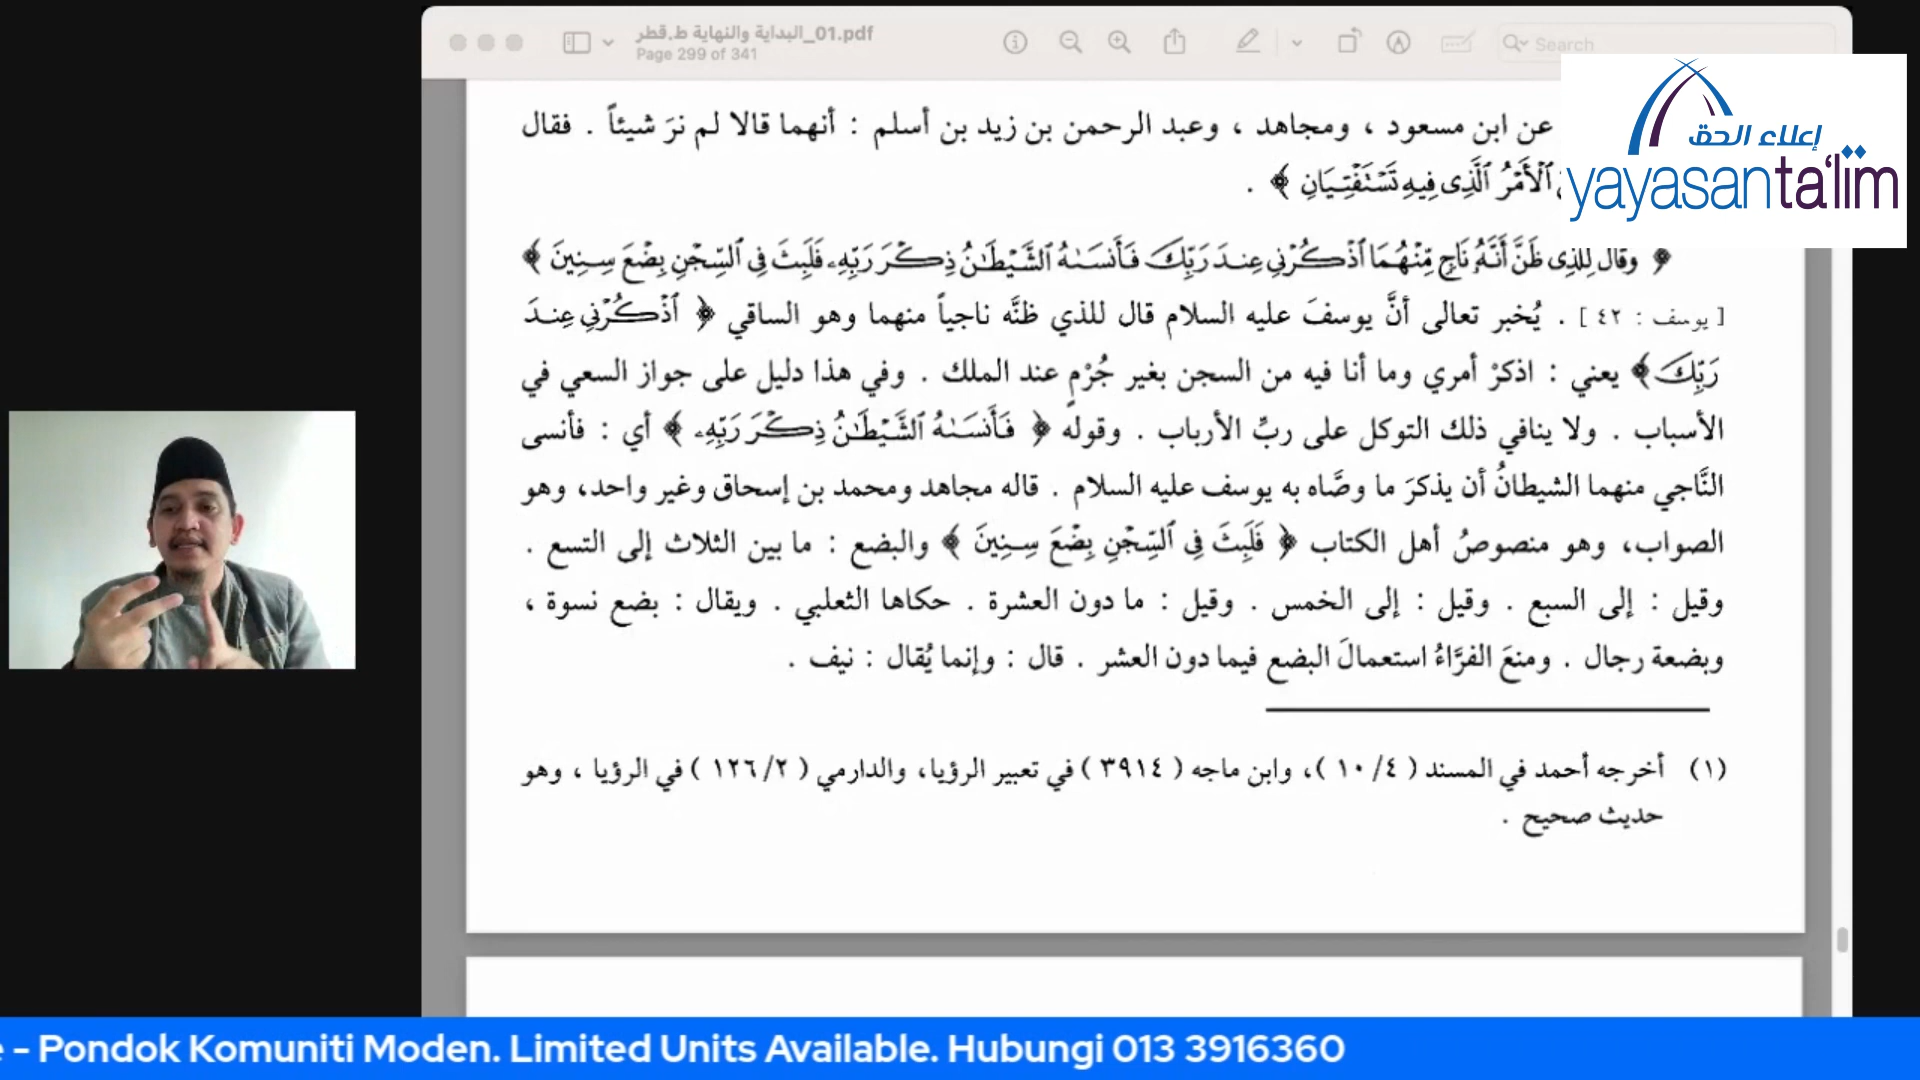 البداية والنهاية ط.قطر_01.pdf
Page 299 of 341
Search
إعلاء الحق
yayasanta'lim
عن ابن مسعود ، ومجاهد ، وعبد الرحمن بن زيد بن أسلم : أنهما قالا لم نرَ شيئاً . فقال
ٱلْأَمْرُ ٱلَّذِى فِيهِ تَسْتَفْتِيَانِ ﴾ .
﴿ وَقَالَ لِلَّذِى ظَنَّ أَنَّهُۥ نَاجٍ مِّنْهُمَا ٱذْكُرْنِى عِندَ رَبِّكَ فَأَنسَىٰهُ ٱلشَّيْطَٰنُ ذِكْرَ رَبِّهِۦ فَلَبِثَ فِى ٱلسِّجْنِ بِضْعَ سِنِينَ ﴾
[ يوسف : ٤٢ ] . يُخبر تعالى أنَّ يوسفَ عليه السلام قال للذي ظنَّه ناجياً منهما وهو الساقي ﴿ ٱذْكُرْنِى عِندَ
رَبِّكَ ﴾ يعني : اذكرْ أمري وما أنا فيه من السجن بغير جُرْمٍ عند الملك . وفي هذا دليل على جواز السعي في
الأسباب . ولا ينافي ذلك التوكل على ربِّ الأرباب . وقوله ﴿ فَأَنسَىٰهُ ٱلشَّيْطَٰنُ ذِكْرَ رَبِّهِۦ ﴾ أي : فأنسى
النَّاجي منهما الشيطانُ أن يذكرَ ما وصَّاه به يوسف عليه السلام . قاله مجاهد ومحمد بن إسحاق وغير واحد، وهو
الصواب، وهو منصوصُ أهل الكتاب ﴿ فَلَبِثَ فِى ٱلسِّجْنِ بِضْعَ سِنِينَ ﴾ والبضع : ما بين الثلاث إلى التسع .
وقيل : إلى السبع . وقيل : إلى الخمس . وقيل : ما دون العشرة . حكاها الثعلبي . ويقال : بضع نسوة ،
وبضعة رجال . ومنعَ الفرَّاءُ استعمالَ البضع فيما دون العشر . قال : وإنما يُقال : نيف .
(١) أخرجه أحمد في المسند ( ٤/ ١٠ )، وابن ماجه ( ٣٩١٤ ) في تعبير الرؤيا، والدارمي ( ٢/ ١٢٦ ) في الرؤيا ، وهو
حديث صحيح .
- Pondok Komuniti Moden. Limited Units Available. Hubungi 013 3916360